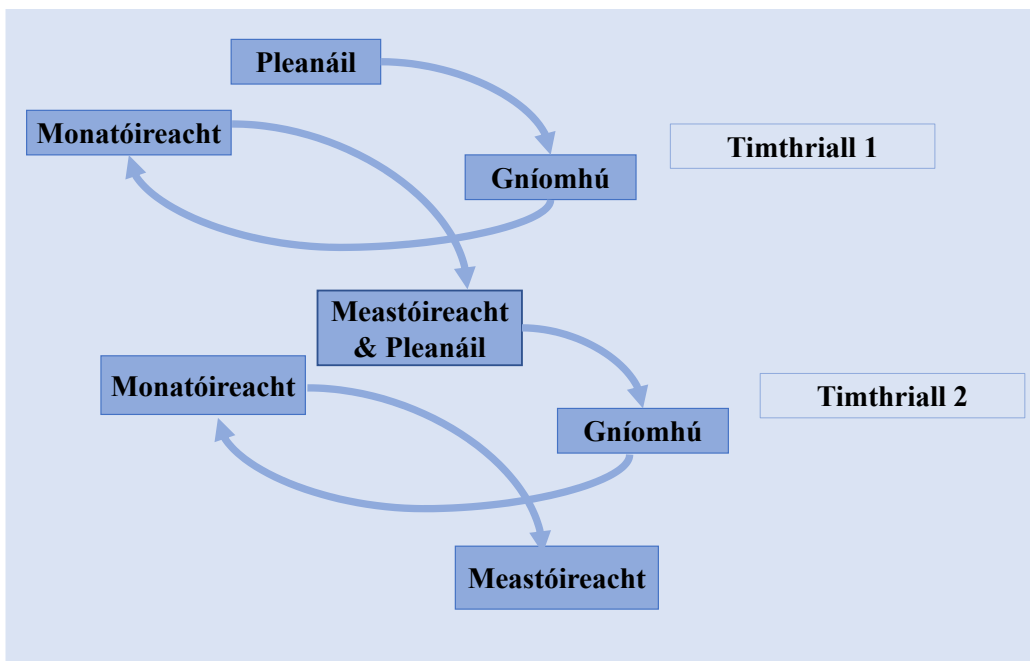 Pleanáil
Monatóireacht
Timthriall 1
Gníomhú
Meastóireacht
& Pleanáil
Monatóireacht
Timthriall 2
Gníomhú
Meastóireacht